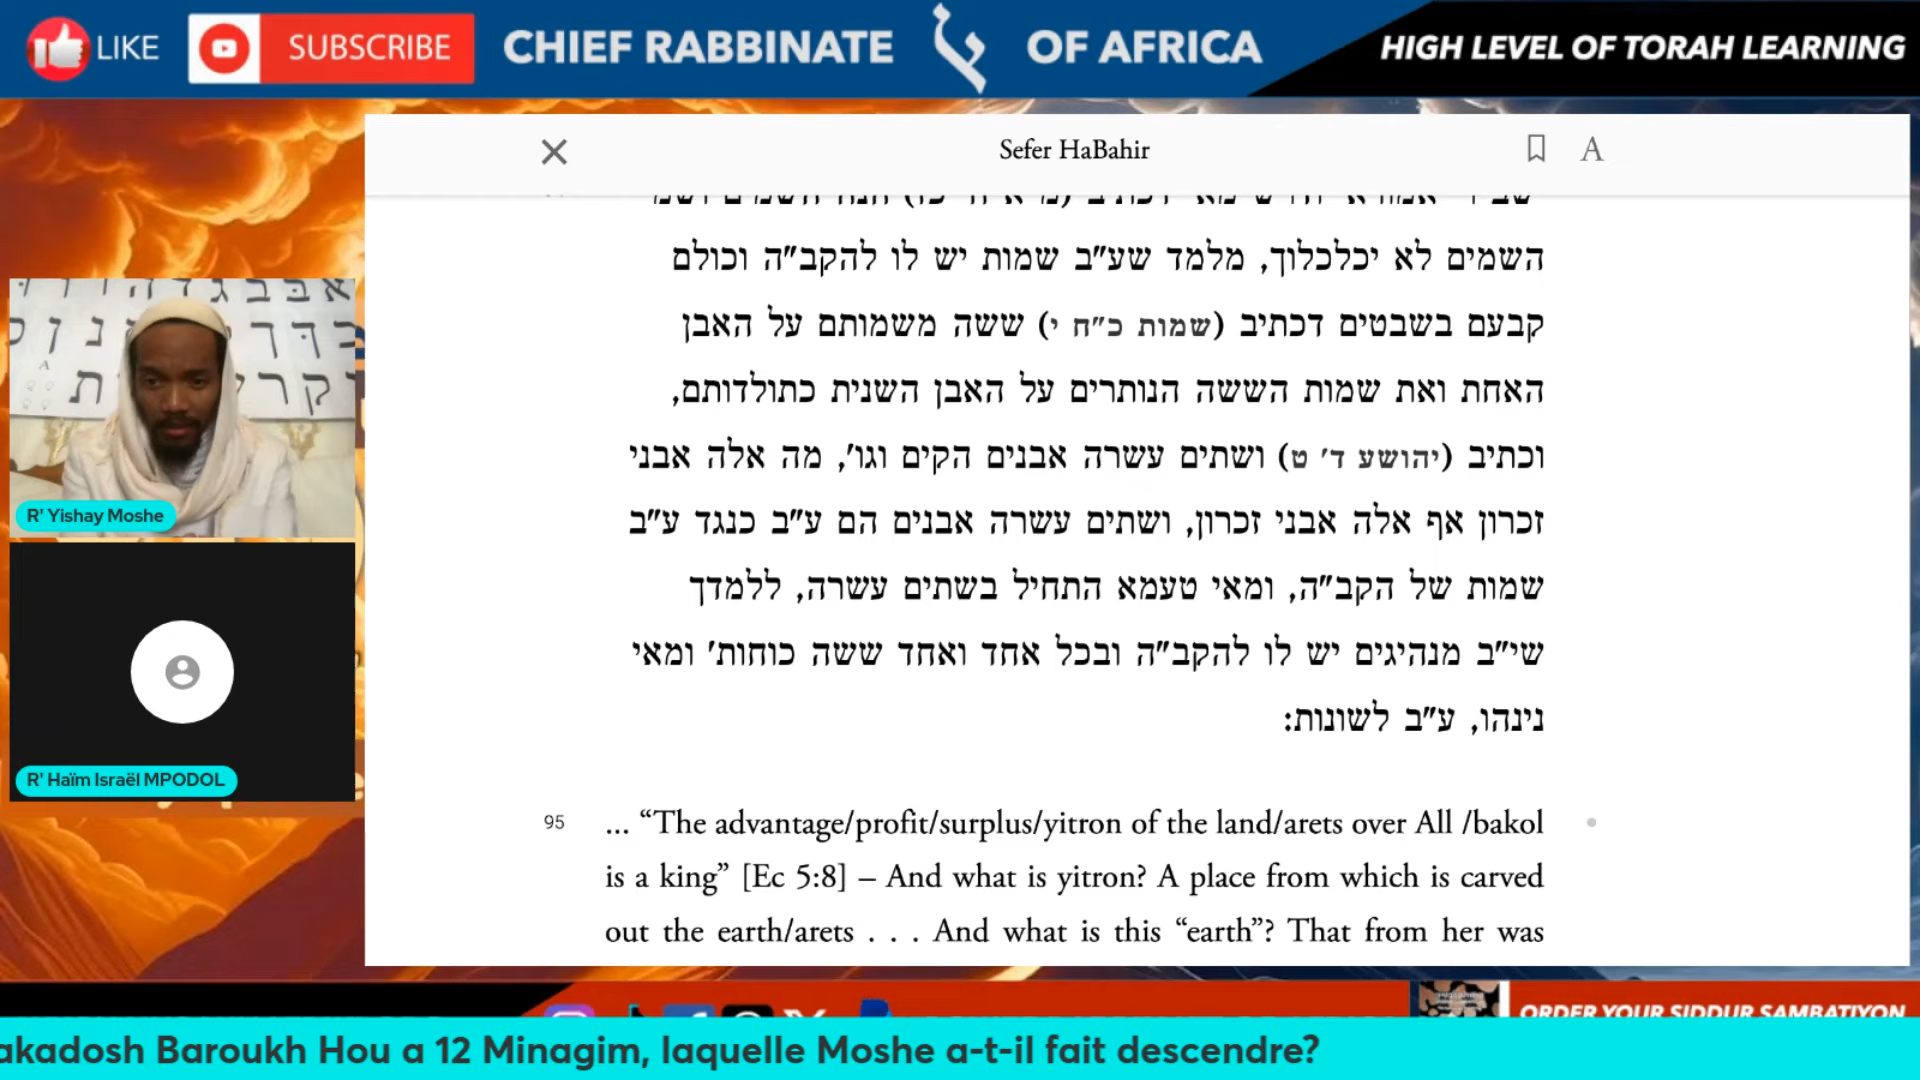 LIKE
SUBSCRIBE
CHIEF RABBINATE OF AFRICA
HIGH LEVEL OF TORAH LEARNING
Sefer HaBahir
A
השמים לא יכלכלוך, מלמד שע"ב שמות יש לו להקב"ה וכולם
קבעם בשבטים דכתיב (שמות כ"ח י) ששה משמותם על האבן
האחת ואת שמות הששה הנותרים על האבן השנית כתולדותם,
וכתיב (יהושע ד' ט) ושתים עשרה אבנים הקים וגו', מה אלה אבני
זכרון אף אלה אבני זכרון, ושתים עשרה אבנים הם ע"ב כנגד ע"ב
שמות של הקב"ה, ומאי טעמא התחיל בשתים עשרה, ללמדך
שי"ב מנהיגים יש לו להקב"ה ובכל אחד ואחד ששה כוחות' ומאי
נינהו, ע"ב לשונות:
95
... “The advantage/profit/surplus/yitron of the land/arets over All /bakol
is a king” [Ec 5:8] – And what is yitron? A place from which is carved
out the earth/arets . . . And what is this “earth”? That from her was
R' Yishay Moshe
R' Haïm Israël MPODOL
ORDER YOUR SIDDUR SAMBATIYON
akadosh Baroukh Hou a 12 Minagim, laquelle Moshe a-t-il fait descendre?